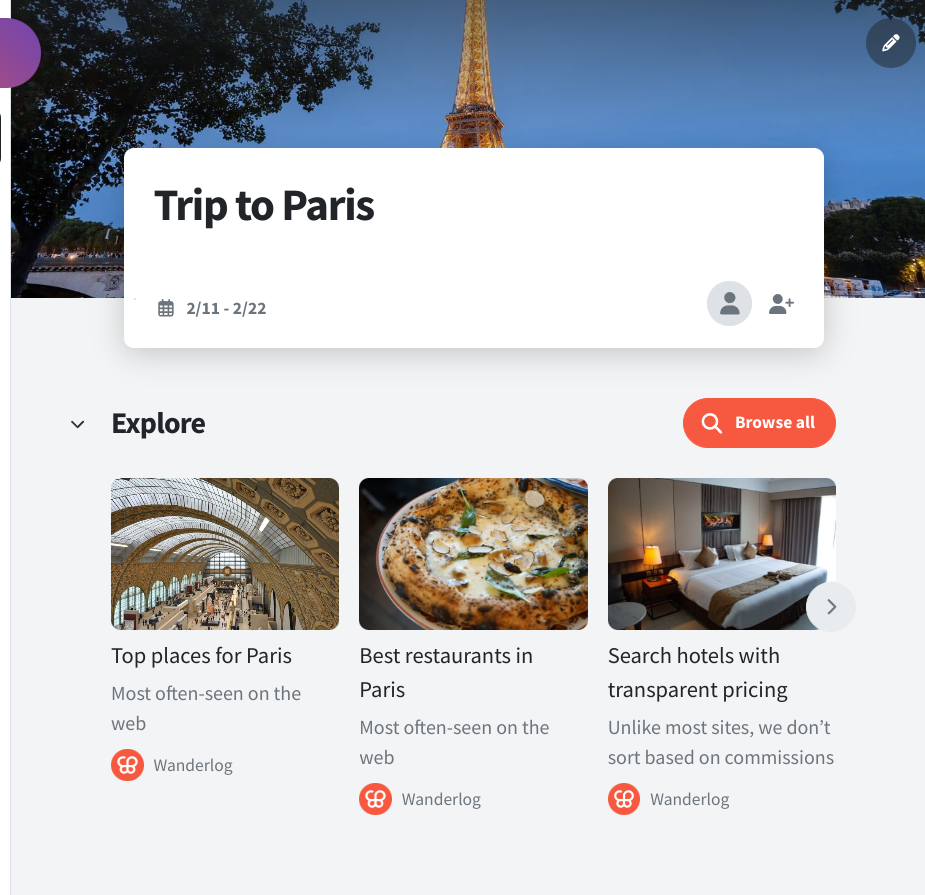 Trip to Paris
2/11 - 2/22
Explore
Browse all
Top places for Paris
Most often-seen on the
web
Wanderlog
Best restaurants in
Paris
Most often-seen on the
web
Wanderlog
Search hotels with
transparent pricing
Unlike most sites, we don’t
sort based on commissions
Wanderlog